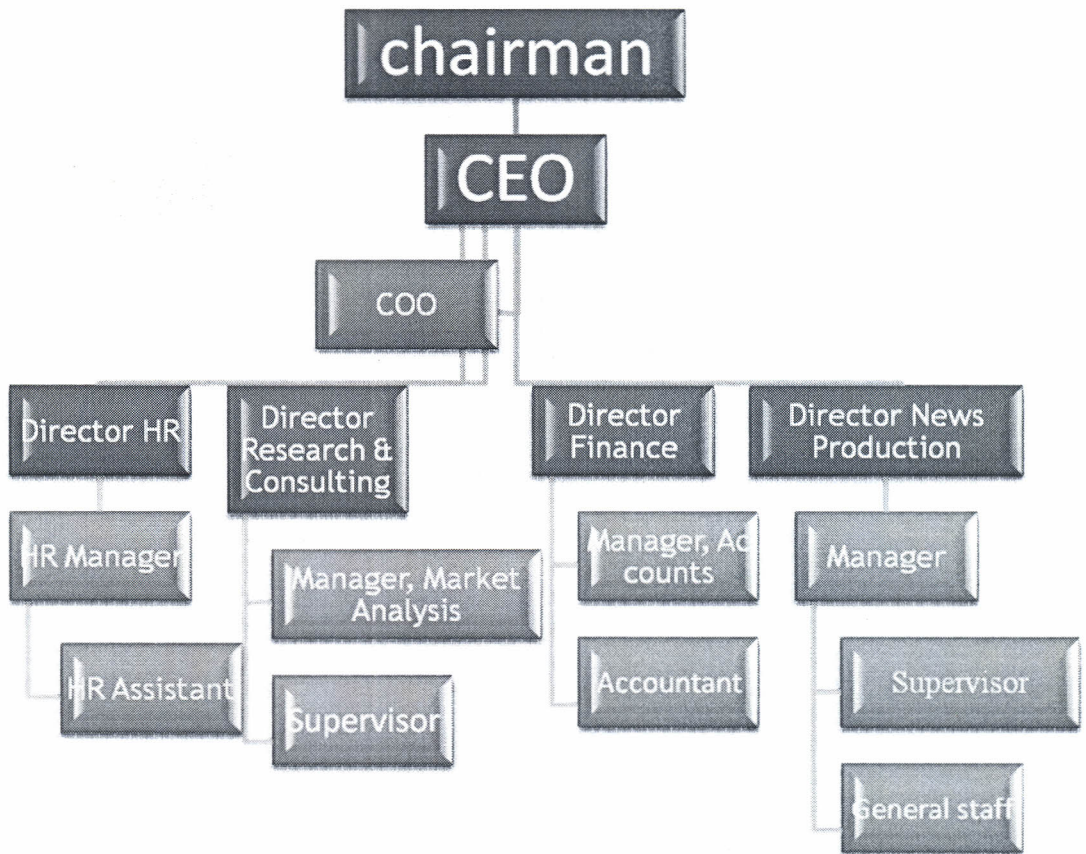 chairman
CEO
COO
Director HR
Director
Research &
Consulting
Director
Finance
Director News
Production
HR Manager
Manager, Market
Analysis
Manager, Ac
counts
Manager
HR Assistant
Supervisor
Accountant
Supervisor
General staff